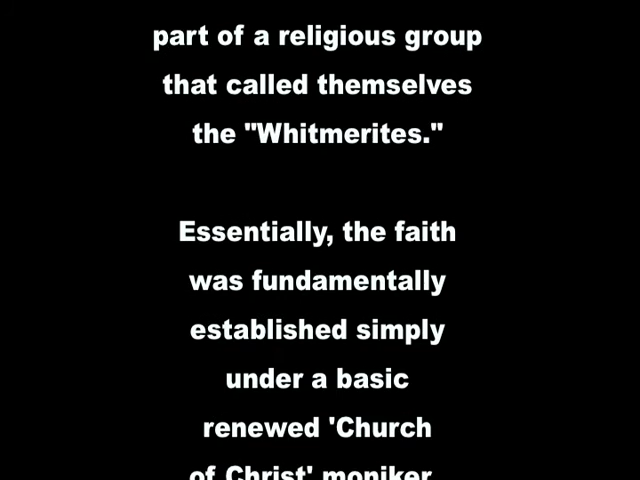 part of a religious group
that called themselves
the "Whitmerites."
Essentially, the faith
was fundamentally
established simply
under a basic
renewed 'Church
of Christ' moniker